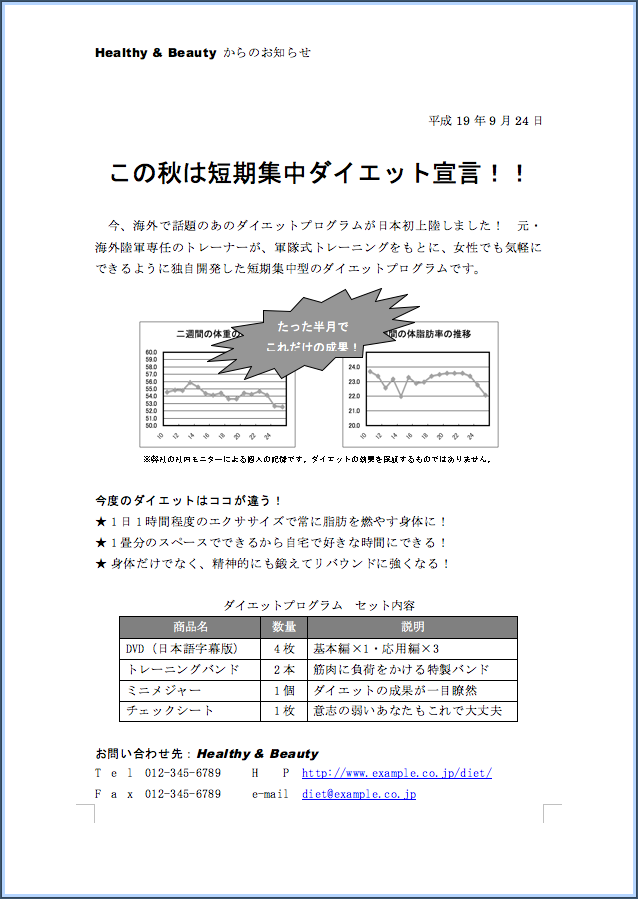 Healthy & Beauty からのお知らせ
平成 19 年 9 月 24 日
この秋は短期集中ダイエット宣言！！
今、海外で話題のあのダイエットプログラムが日本初上陸しました！　元・
海外陸軍専任のトレーナーが、軍隊式トレーニングをもとに、女性でも気軽に
できるように独自開発した短期集中型のダイエットプログラムです。
たった半月で
これだけの成果！
二週間の体重の
60.0
59.0
58.0
57.0
56.0
55.0
54.0
53.0
52.0
51.0
50.0
10 12 14 16 18 20 22 24
間の体脂肪率の推移
24.0
23.0
22.0
21.0
20.0
10 12 14 16 18 20 22 24
※弊社の社内モニターによる個人の記憶です。ダイエットの効果を保証するものではありません。
今度のダイエットはココが違う！
★１日１時間程度のエクササイズで常に脂肪を燃やす身体に！
★１畳分のスペースでできるから自宅で好きな時間にできる！
★身体だけでなく、精神的にも鍛えてリバウンドに強くなる！
ダイエットプログラム　セット内容
商品名 数量 説明
DVD（日本語字幕版） 4枚 基本編×1・応用編×3
トレーニングバンド 2本 筋肉に負荷をかける特製バンド
ミニメジャー 1個 ダイエットの成果が一目瞭然
チェックシート 1枚 意志の弱いあなたもこれで大丈夫
お問い合わせ先：Healthy & Beauty
Ｔｅｌ 012-345-6789 Ｈ Ｐ http://www.example.co.jp/diet/
Ｆａｘ 012-345-6789 e-mail diet@example.co.jp